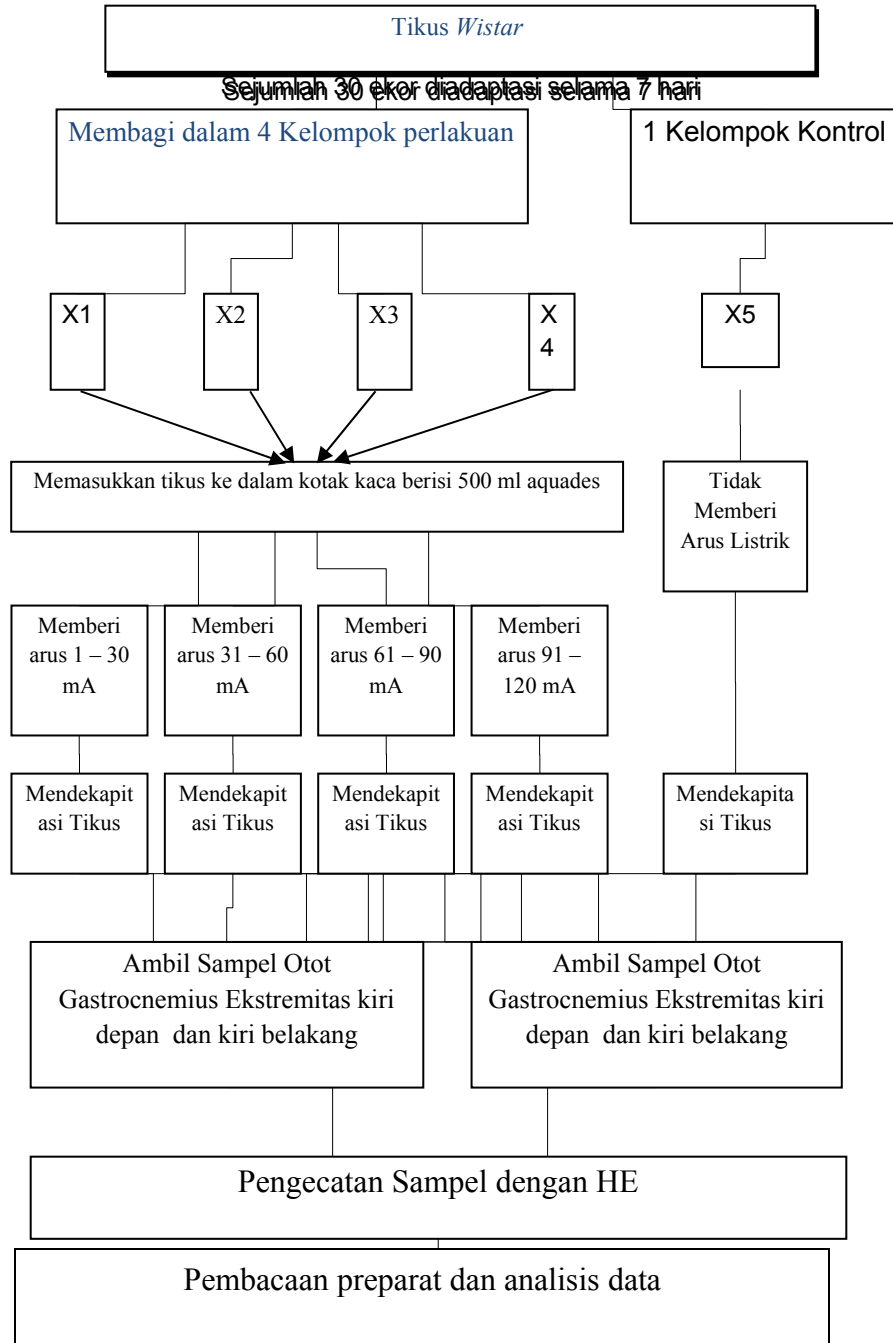 Tikus Wistar
Sejumlah 30 ekor diadaptasi selama 7 hari
Membagi dalam 4 Kelompok perlakuan
1 Kelompok Kontrol
X1
X2
X3
X
4
X5
Memasukkan tikus ke dalam kotak kaca berisi 500 ml aquades
Tidak
Memberi
Arus Listrik
Memberi
arus 1 – 30
mA
Memberi
arus 31 – 60
mA
Memberi
arus 61 – 90
mA
Memberi
arus 91 –
120 mA
Mendekapit
asi Tikus
Mendekapit
asi Tikus
Mendekapit
asi Tikus
Mendekapit
asi Tikus
Mendekapita
si Tikus
Ambil Sampel Otot
Gastrocnemius Ekstremitas kiri
depan dan kiri belakang
Ambil Sampel Otot
Gastrocnemius Ekstremitas kiri
depan dan kiri belakang
Pengecatan Sampel dengan HE
Pembacaan preparat dan analisis data